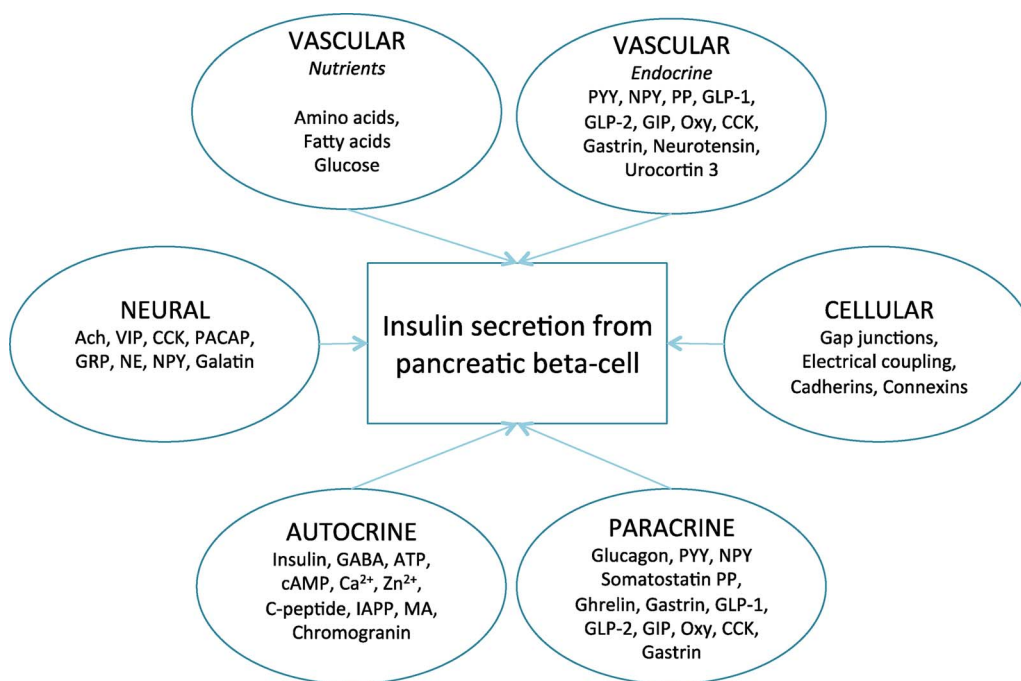 VASCULAR
Nutrients
Amino acids,
Fatty acids
Glucose
VASCULAR
Endocrine
PYY, NPY, PP, GLP-1,
GLP-2, GIP, Oxy, CCK,
Gastrin, Neurotensin,
Urocortin 3
NEURAL
Ach, VIP, CCK, PACAP,
GRP, NE, NPY, Galatin
Insulin secretion from
pancreatic beta-cell
CELLULAR
Gap junctions,
Electrical coupling,
Cadherins, Connexins
AUTOCRINE
Insulin, GABA, ATP,
cAMP, Ca²⁺, Zn²⁺,
C-peptide, IAPP, MA,
Chromogranin
PARACRINE
Glucagon, PYY, NPY
Somatostatin PP,
Ghrelin, Gastrin, GLP-1,
GLP-2, GIP, Oxy, CCK,
Gastrin